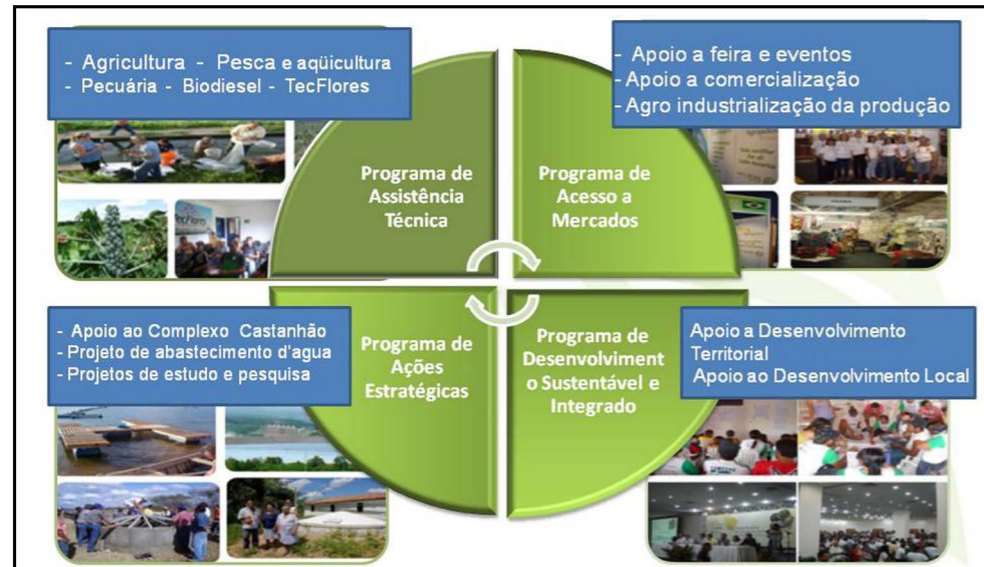 - Agricultura - Pesca e aqüicultura
- Pecuária - Biodiesel - TecFlores
- Apoio a feira e eventos
- Apoio a comercialização
- Agro industrialização da produção
Programa de
Assistência
Técnica
Programa de
Acesso a
Mercados
- Apoio ao Complexo Castanhão
- Projeto de abastecimento d'agua
- Projetos de estudo e pesquisa
Programa de
Ações
Estratégicas
Programa de
Desenvolviment
o Sustentável e
Integrado
Apoio a Desenvolvimento
Territorial
Apoio ao Desenvolvimento Local
TecFlores